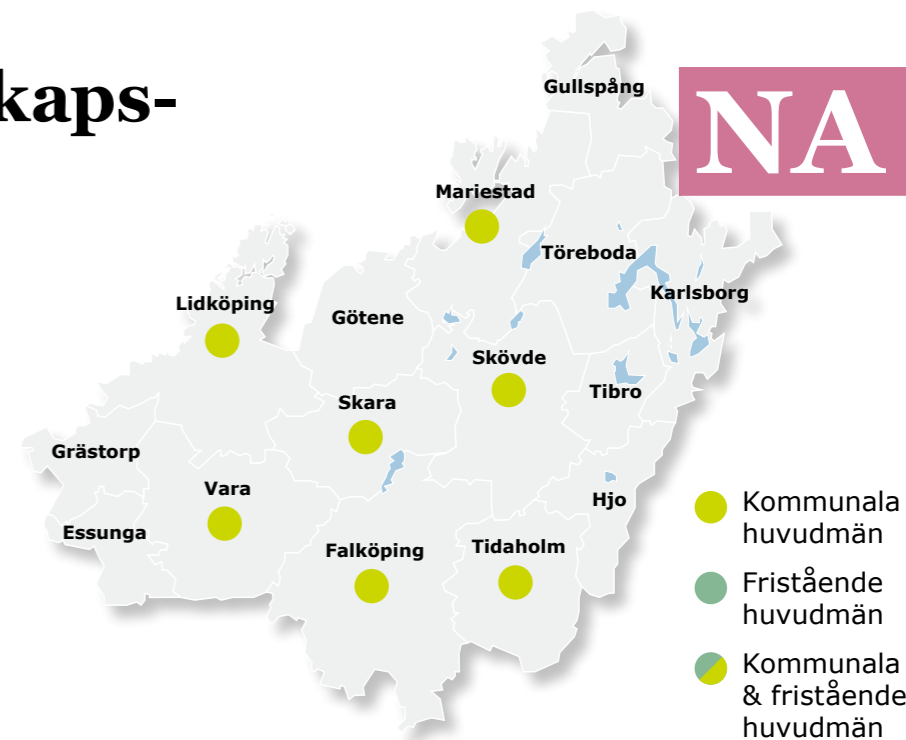 kaps-
NA
Gullspång
Mariestad
Töreboda
Karlsborg
Lidköping
Götene
Skövde
Tibro
Skara
Grästorp
Vara
Hjo
Essunga
Falköping
Tidaholm
Kommunala
huvudmän
Fristående
huvudmän
Kommunala
& fristående
huvudmän